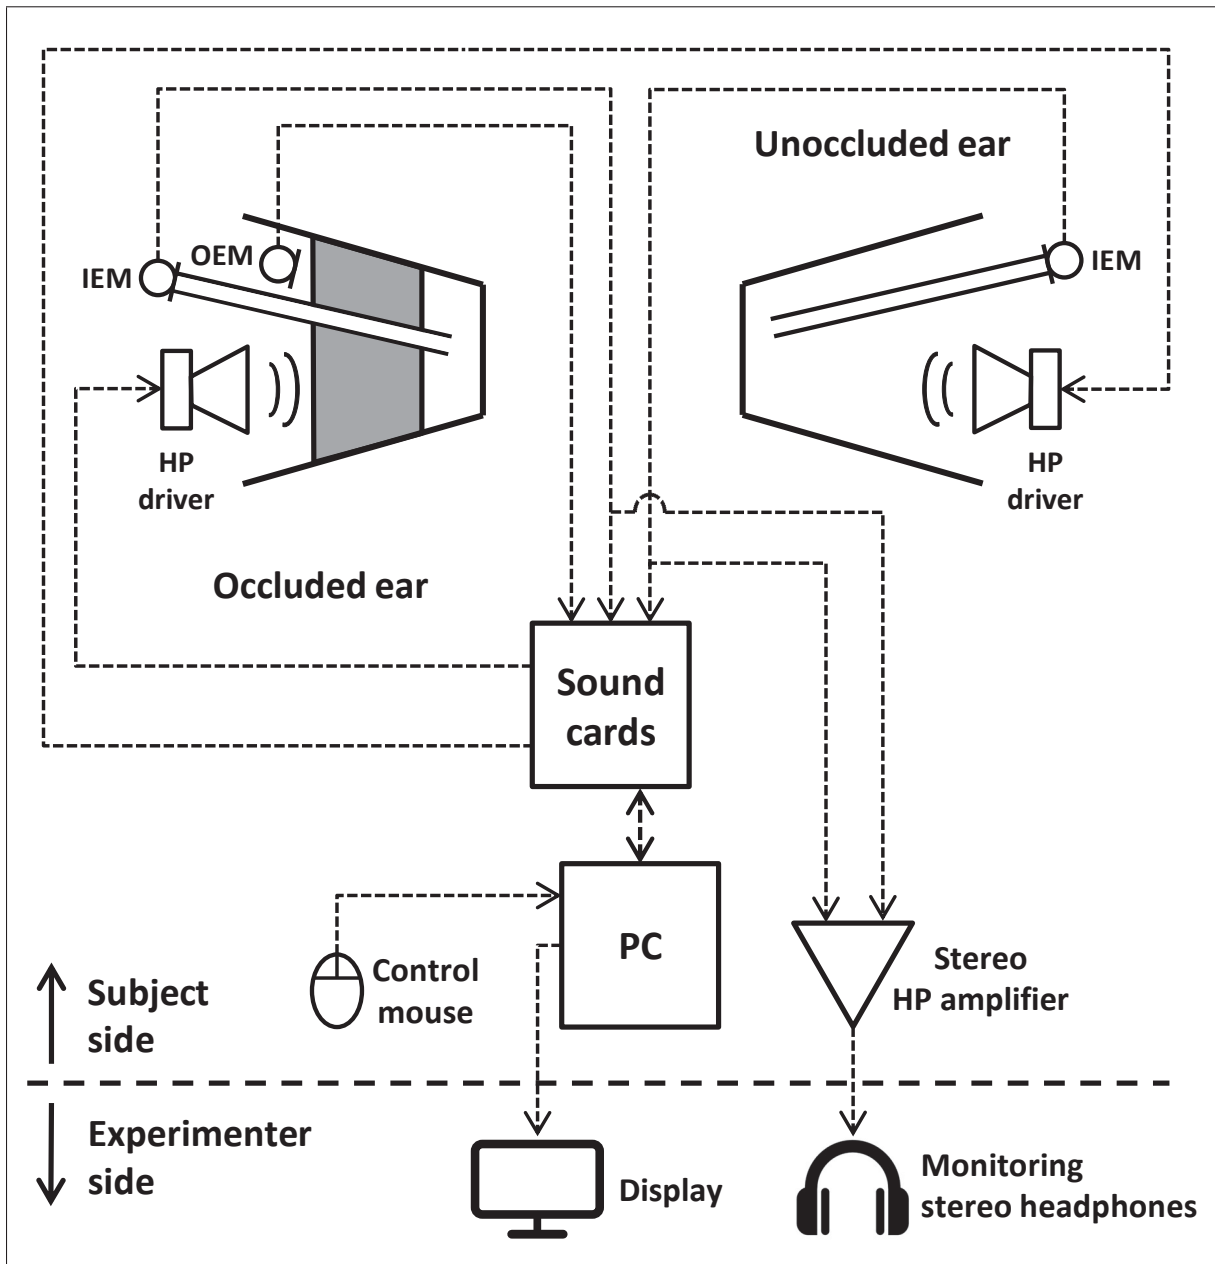 Unoccluded ear
OEM
IEM
IEM
HP
driver
HP
driver
Occluded ear
Sound
cards
PC
Control
mouse
Stereo
HP amplifier
Subject
side
Experimenter
side
Display
Monitoring
stereo headphones